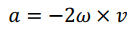 𝑎 = −2𝜔 × 𝑣